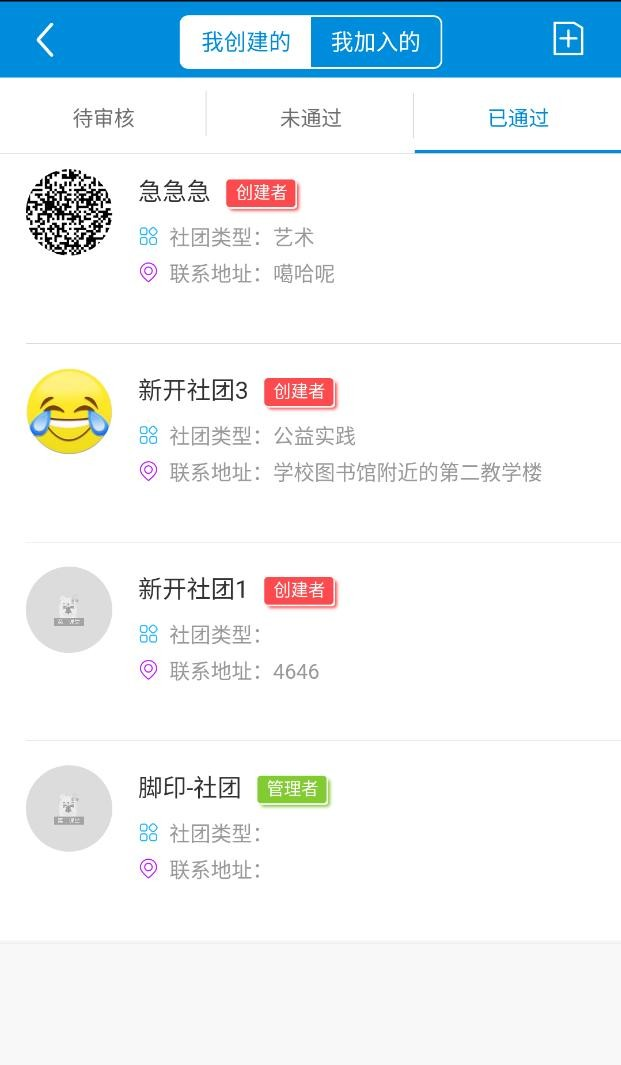 我创建的 我加入的
待审核 未通过 已通过
急急急 创建者
社团类型：艺术
联系地址：噶哈呢
新开社团3 创建者
社团类型：公益实践
联系地址：学校图书馆附近的第二教学楼
新开社团1 创建者
社团类型：
联系地址：4646
脚印-社团 管理者
社团类型：
联系地址：